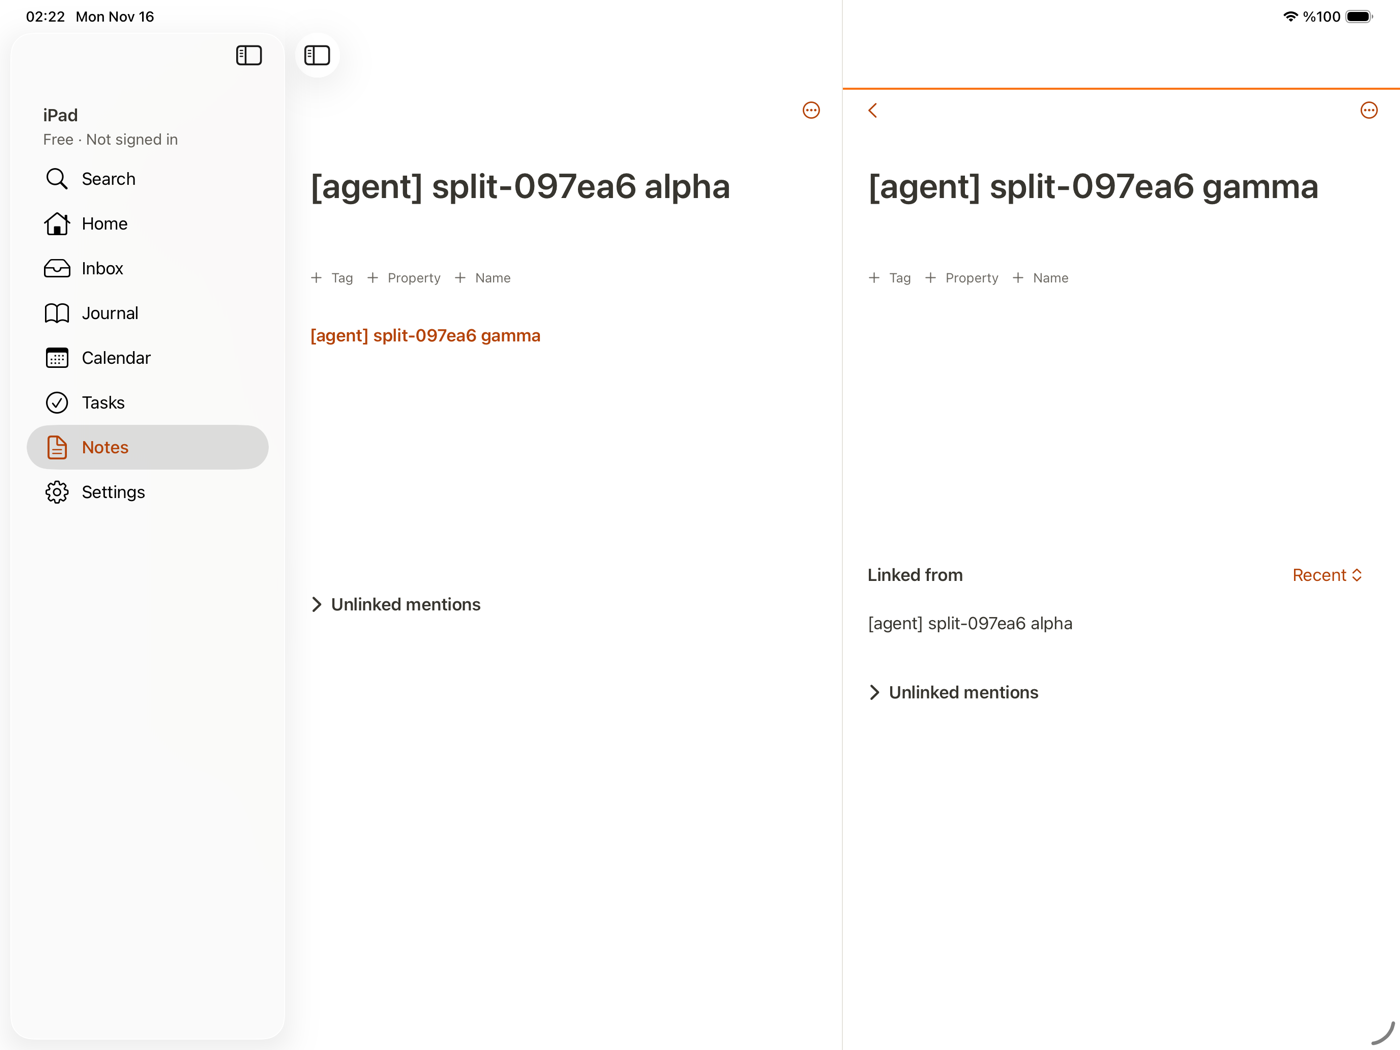 02:22 Mon Nov 16
%100
iPad
Free · Not signed in
Search
Home
Inbox
Journal
Calendar
Tasks
Notes
Settings
[agent] split-097ea6 alpha
+ Tag + Property + Name
[agent] split-097ea6 gamma
Unlinked mentions
[agent] split-097ea6 gamma
+ Tag + Property + Name
Linked from
Recent
[agent] split-097ea6 alpha
Unlinked mentions